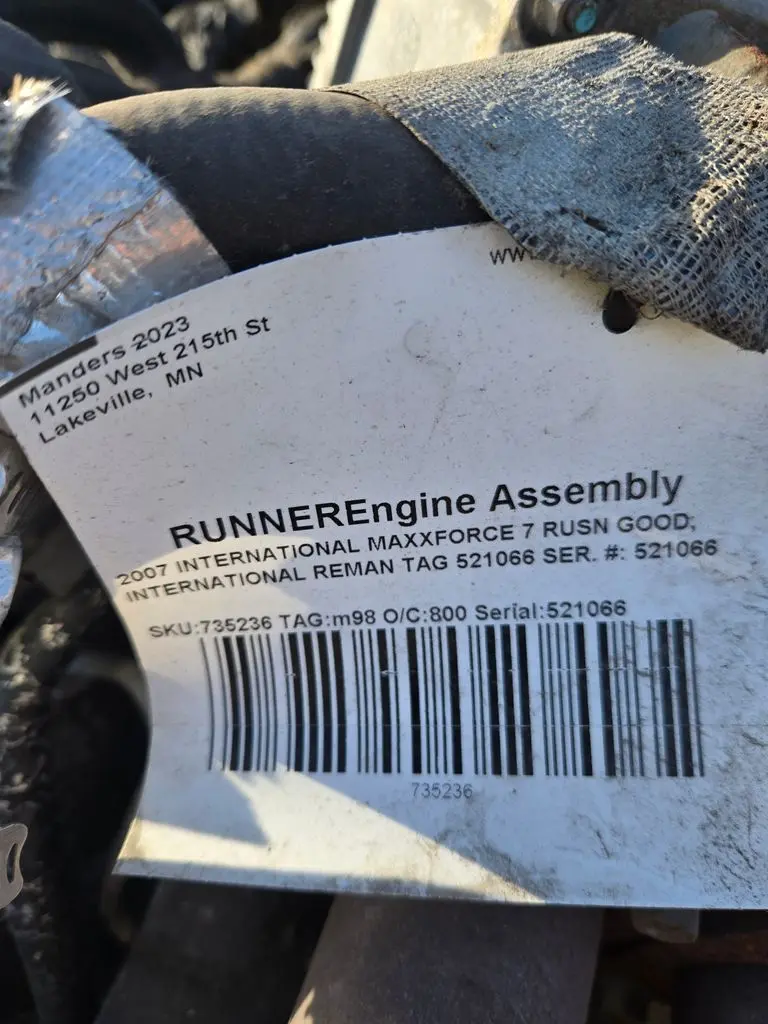 Manders 2023
11250 West 215th St
Lakeville, MN
RUNNEREngine Assembly
2007 INTERNATIONAL MAXXFORCE 7 RUSN GOOD,
INTERNATIONAL REMAN TAG 521066 SER. #: 521066
SKU:735236 TAG:m98 O/C:800 Serial:521066
735236